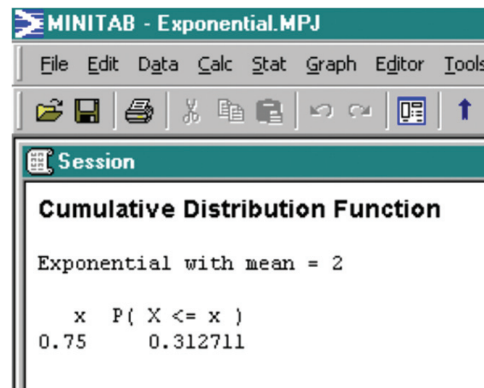 MINITAB - Exponential.MPJ
File Edit Data Calc Stat Graph Editor Tools
Session
Cumulative Distribution Function
Exponential with mean = 2
x P( X <= x )
0.75 0.312711